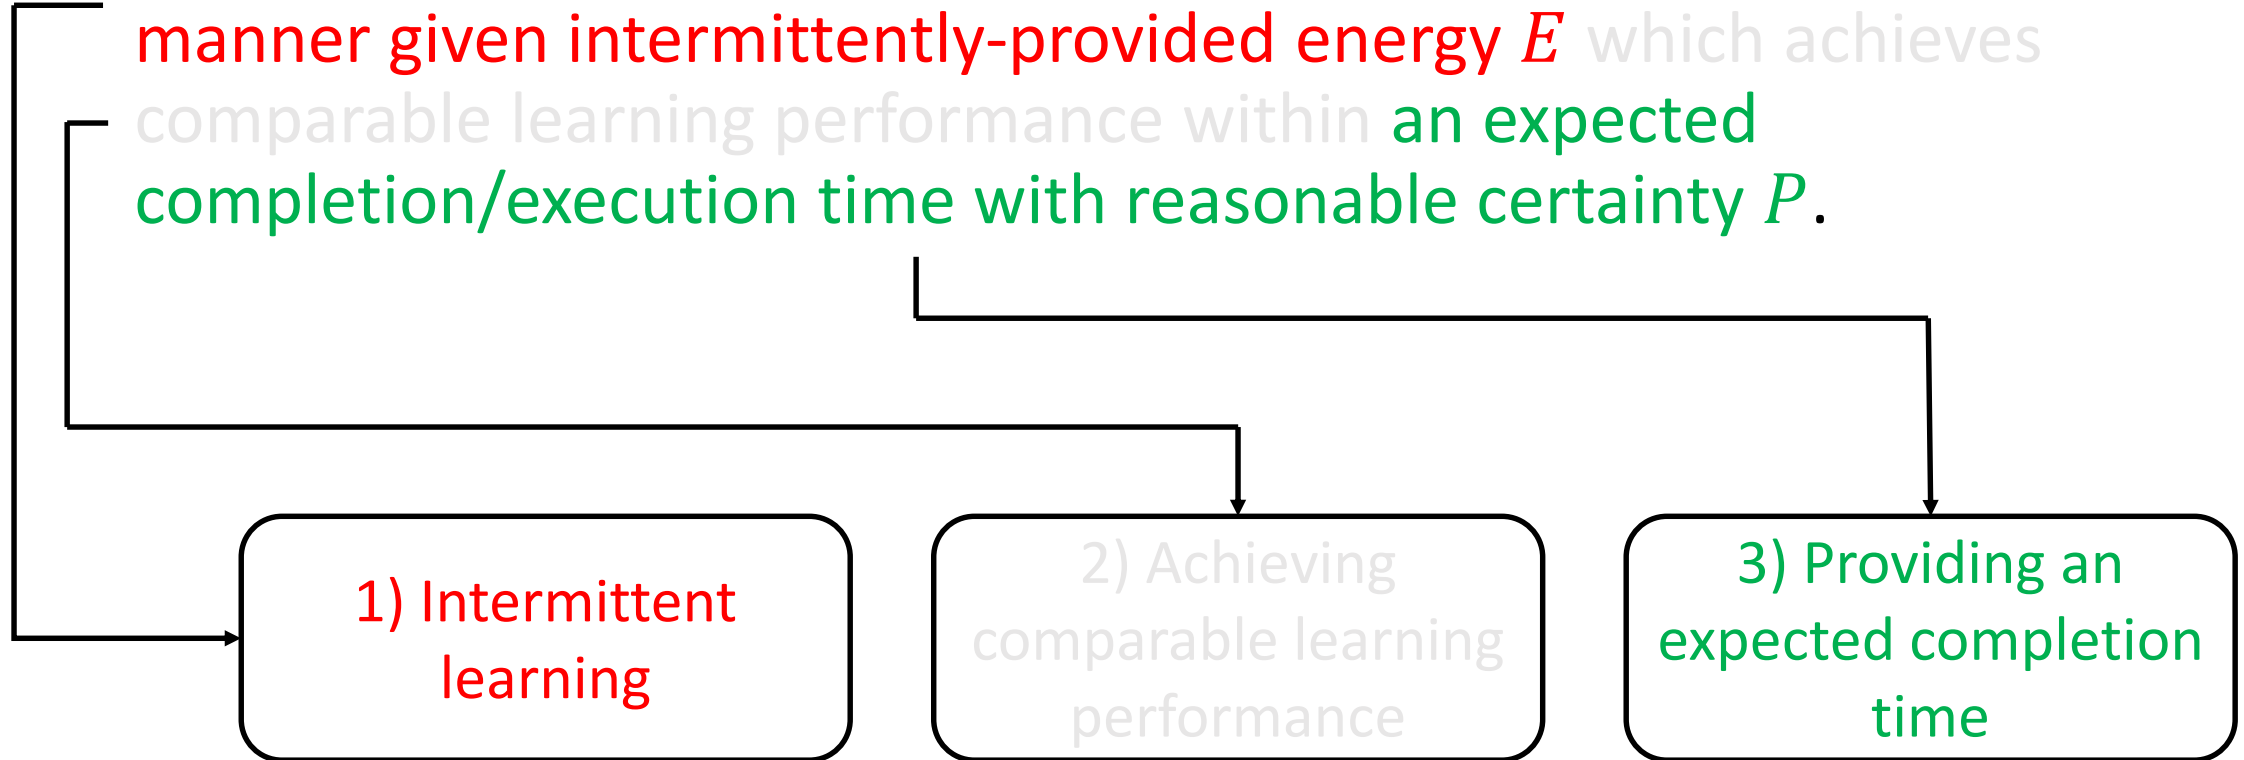 manner given intermittently-provided energy E which achieves
comparable learning performance within an expected
completion/execution time with reasonable certainty P.
1) Intermittent
learning
2) Achieving
comparable learning
performance
3) Providing an
expected completion
time